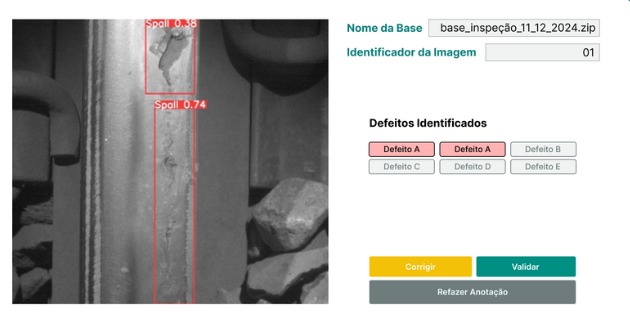 Spall 0.38
Spall 0.74
Nome da Base
base_inspeção_11_12_2024.zip
Identificador da Imagem
01
Defeitos Identificados
Defeito A
Defeito A
Defeito B
Defeito C
Defeito D
Defeito E
Corrigir
Validar
Refazer Anotação